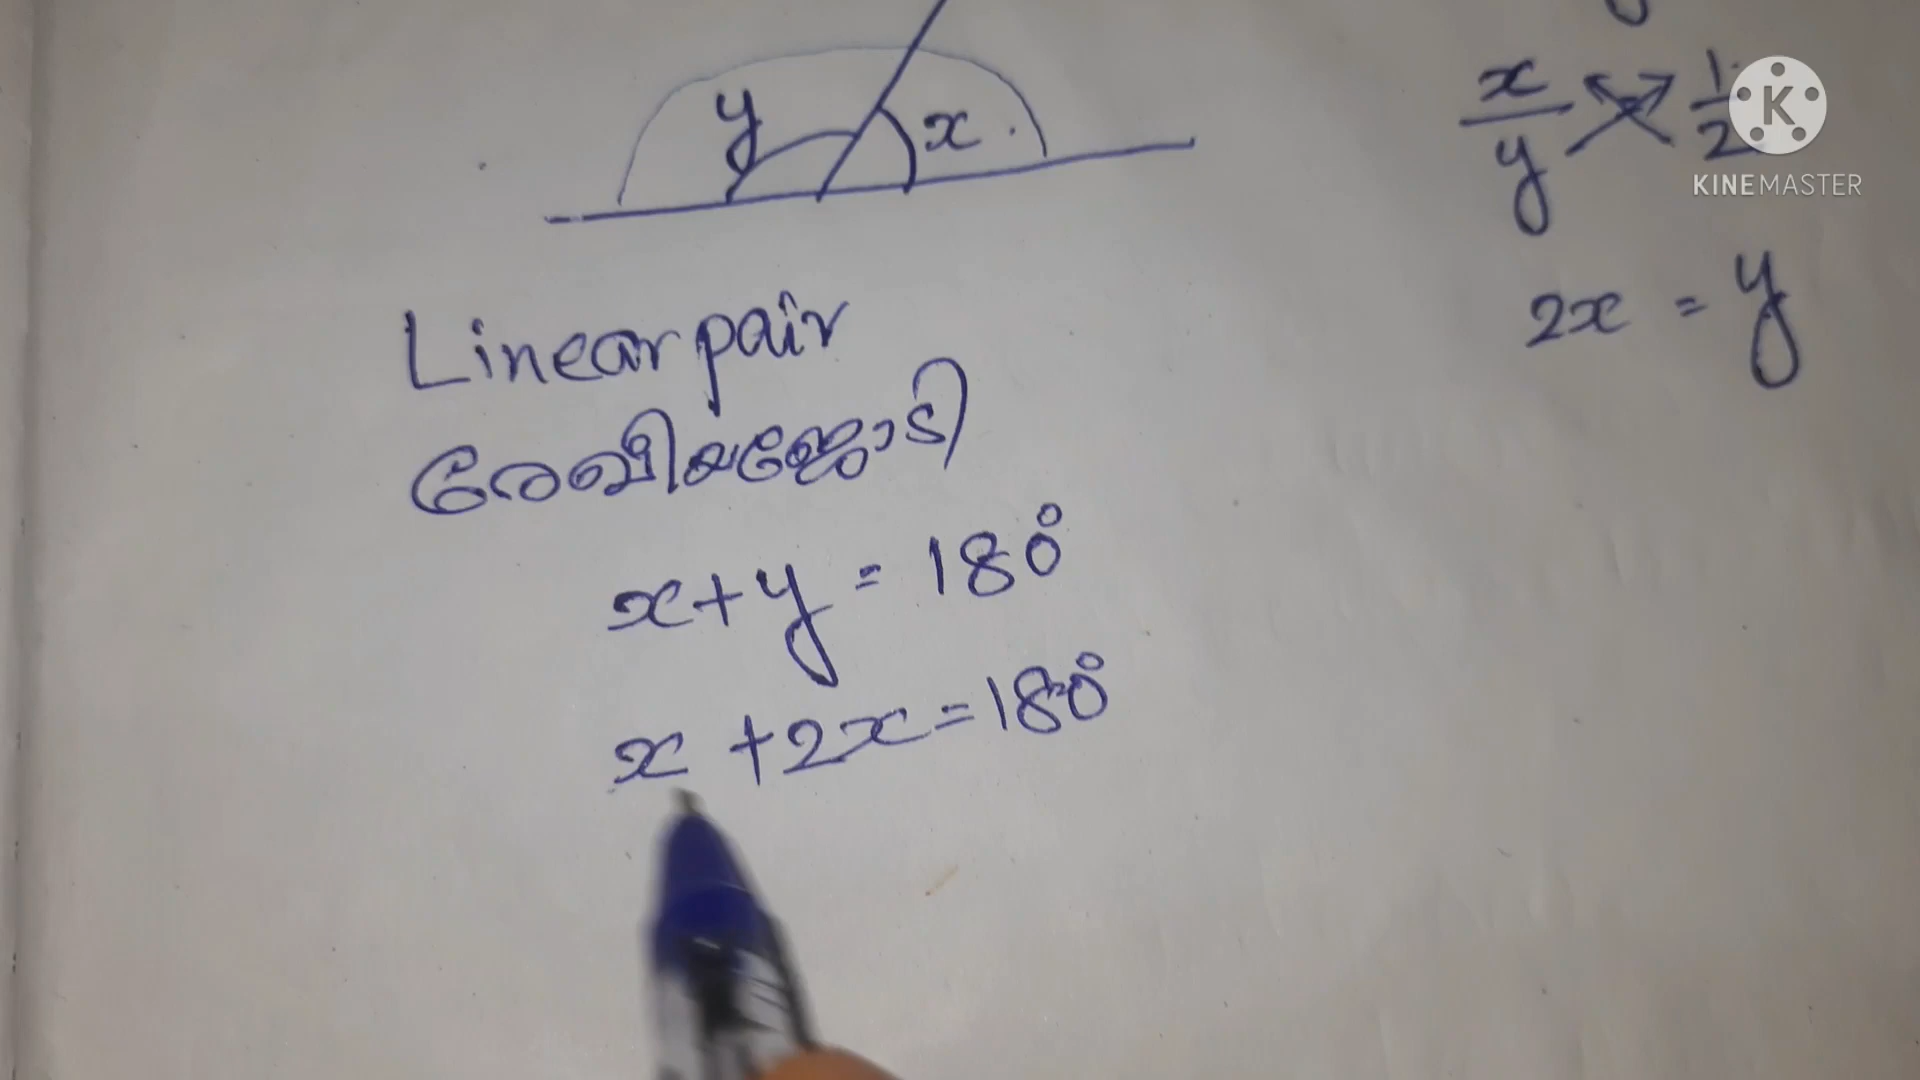 y x
Linear pair
രേഖീയജോടി
x+y = 180°
x +2x=180°
x/y 1/2
2x = y
K
KINEMASTER